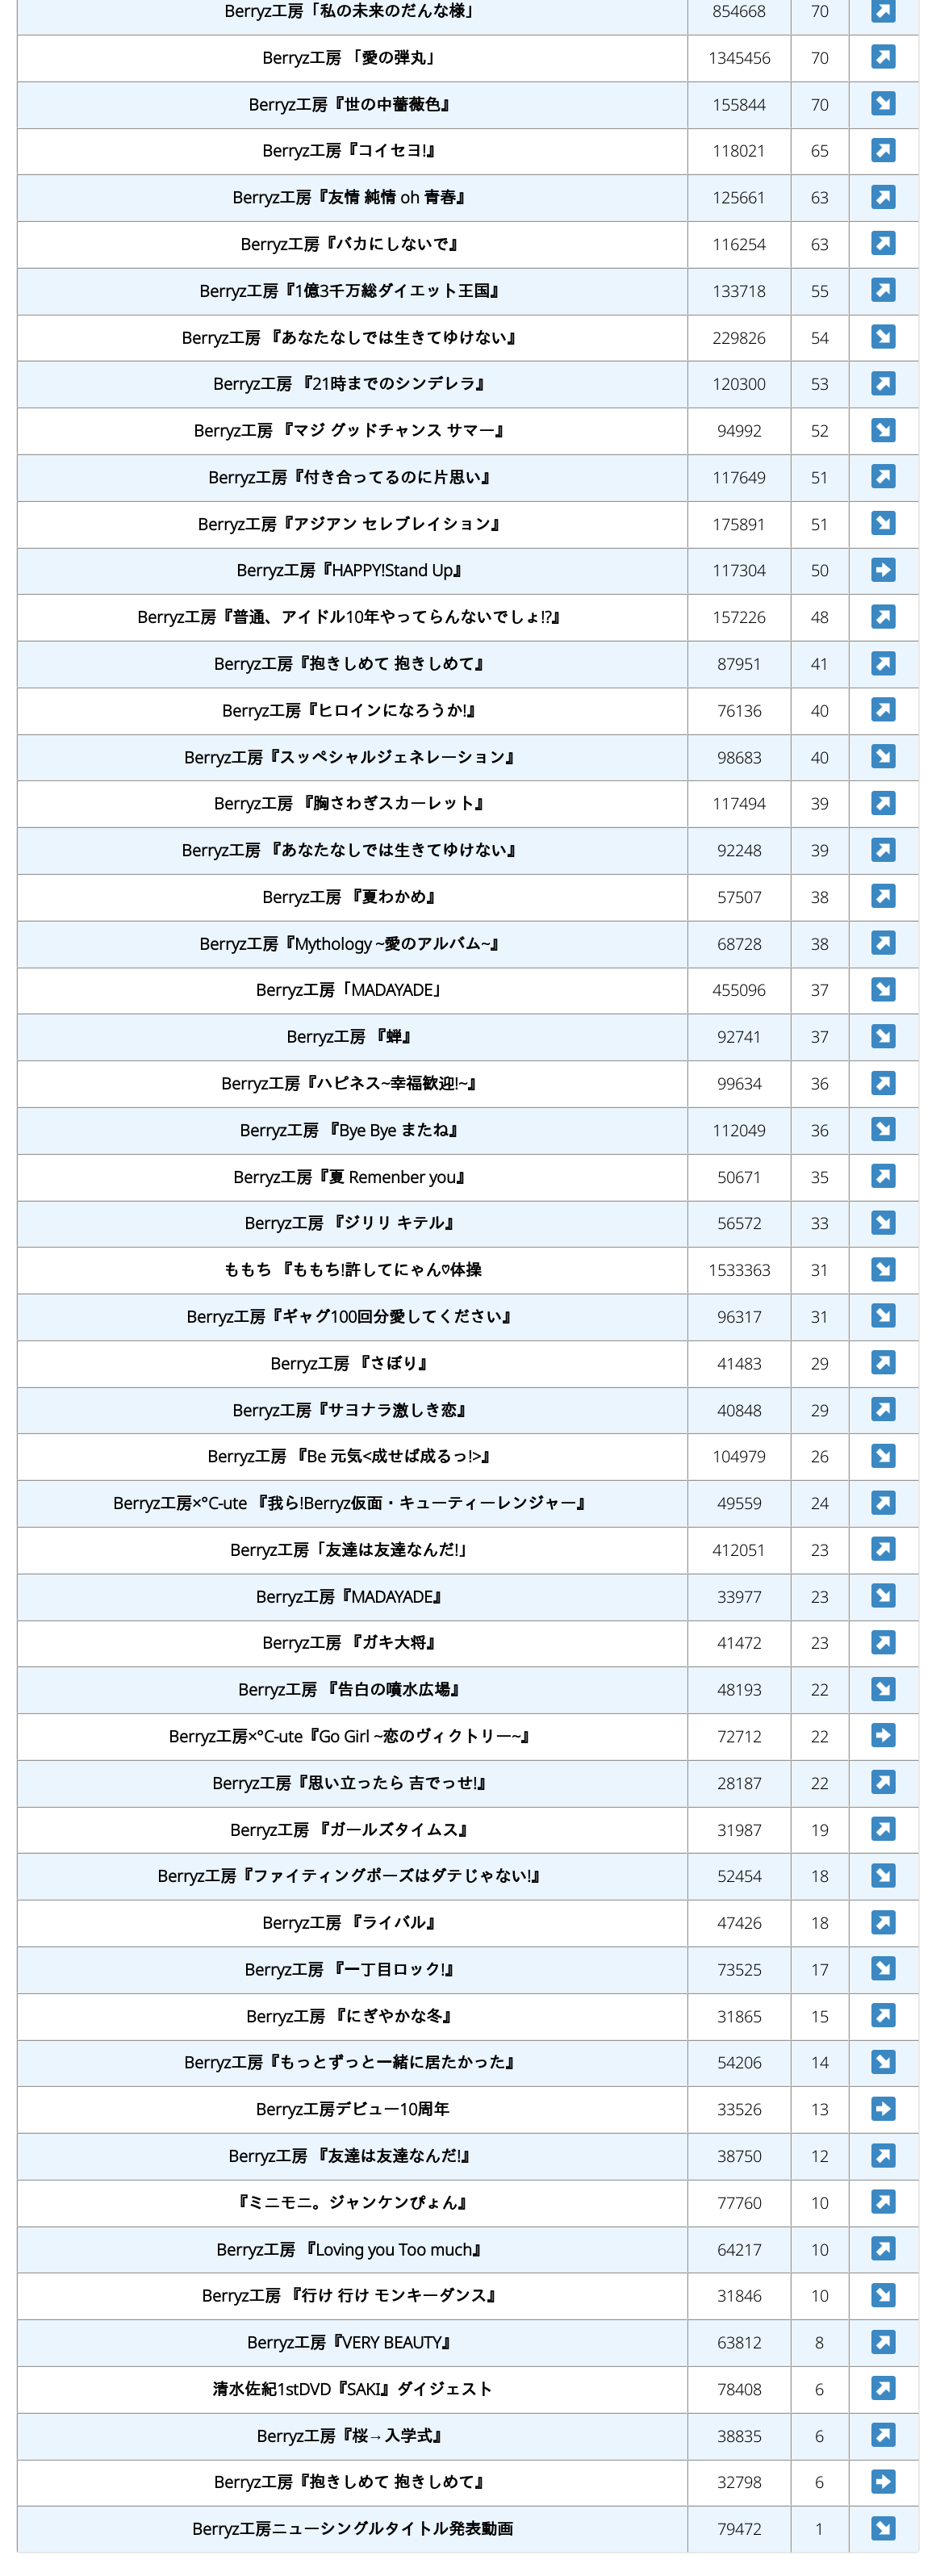 Berryz工房「私の未来のだんな様」 854668 70 ↗
Berryz工房 「愛の弾丸」 1345456 70 ↗
Berryz工房『世の中薔薇色』 155844 70 ↘
Berryz工房『コイセヨ!』 118021 65 ↗
Berryz工房『友情 純情 oh 青春』 125661 63 ↗
Berryz工房『バカにしないで』 116254 63 ↗
Berryz工房『1億3千万総ダイエット王国』 133718 55 ↗
Berryz工房 『あなたなしでは生きてゆけない』 229826 54 ↘
Berryz工房 『21時までのシンデレラ』 120300 53 ↗
Berryz工房 『マジ グッドチャンス サマー』 94992 52 ↘
Berryz工房『付き合ってるのに片思い』 117649 51 ↗
Berryz工房『アジアン セレブレイション』 175891 51 ↘
Berryz工房『HAPPY!Stand Up』 117304 50 ➡
Berryz工房『普通、アイドル10年やってらんないでしょ!?』 157226 48 ↗
Berryz工房『抱きしめて 抱きしめて』 87951 41 ↗
Berryz工房『ヒロインになろうか!』 76136 40 ↗
Berryz工房『スッペシャルジェネレーション』 98683 40 ↘
Berryz工房 『胸さわぎスカーレット』 117494 39 ↗
Berryz工房 『あなたなしでは生きてゆけない』 92248 39 ↗
Berryz工房 『夏わかめ』 57507 38 ↗
Berryz工房『Mythology ~愛のアルバム~』 68728 38 ↗
Berryz工房「MADAYADE」 455096 37 ↘
Berryz工房 『蝉』 92741 37 ↘
Berryz工房『ハピネス~幸福歓迎!~』 99634 36 ↗
Berryz工房 『Bye Bye またね』 112049 36 ↘
Berryz工房『夏 Remenber you』 50671 35 ↗
Berryz工房 『ジリリ キテル』 56572 33 ↘
ももち 『ももち!許してにゃん♡体操 1533363 31 ↘
Berryz工房『ギャグ100回分愛してください』 96317 31 ↘
Berryz工房 『さぼり』 41483 29 ↗
Berryz工房『サヨナラ激しき恋』 40848 29 ↗
Berryz工房 『Be 元気<成せば成るっ!>』 104979 26 ↘
Berryz工房×°C-ute 『我ら!Berryz仮面・キューティーレンジャー』 49559 24 ↗
Berryz工房「友達は友達なんだ!」 412051 23 ↗
Berryz工房『MADAYADE』 33977 23 ↘
Berryz工房 『ガキ大将』 41472 23 ↗
Berryz工房 『告白の噴水広場』 48193 22 ↘
Berryz工房×°C-ute『Go Girl ~恋のヴィクトリー~』 72712 22 ➡
Berryz工房『思い立ったら 吉でっせ!』 28187 22 ↗
Berryz工房 『ガールズタイムス』 31987 19 ↗
Berryz工房『ファイティングポーズはダテじゃない!』 52454 18 ↘
Berryz工房 『ライバル』 47426 18 ↗
Berryz工房 『一丁目ロック!』 73525 17 ↘
Berryz工房 『にぎやかな冬』 31865 15 ↗
Berryz工房『もっとずっと一緒に居たかった』 54206 14 ↘
Berryz工房デビュー10周年 33526 13 ➡
Berryz工房 『友達は友達なんだ!』 38750 12 ↗
『ミニモニ。ジャンケンぴょん』 77760 10 ↗
Berryz工房 『Loving you Too much』 64217 10 ↗
Berryz工房 『行け 行け モンキーダンス』 31846 10 ↘
Berryz工房『VERY BEAUTY』 63812 8 ↗
清水佐紀1stDVD『SAKI』ダイジェスト 78408 6 ↗
Berryz工房『桜→入学式』 38835 6 ↗
Berryz工房『抱きしめて 抱きしめて』 32798 6 ➡
Berryz工房ニューシングルタイトル発表動画 79472 1 ↘